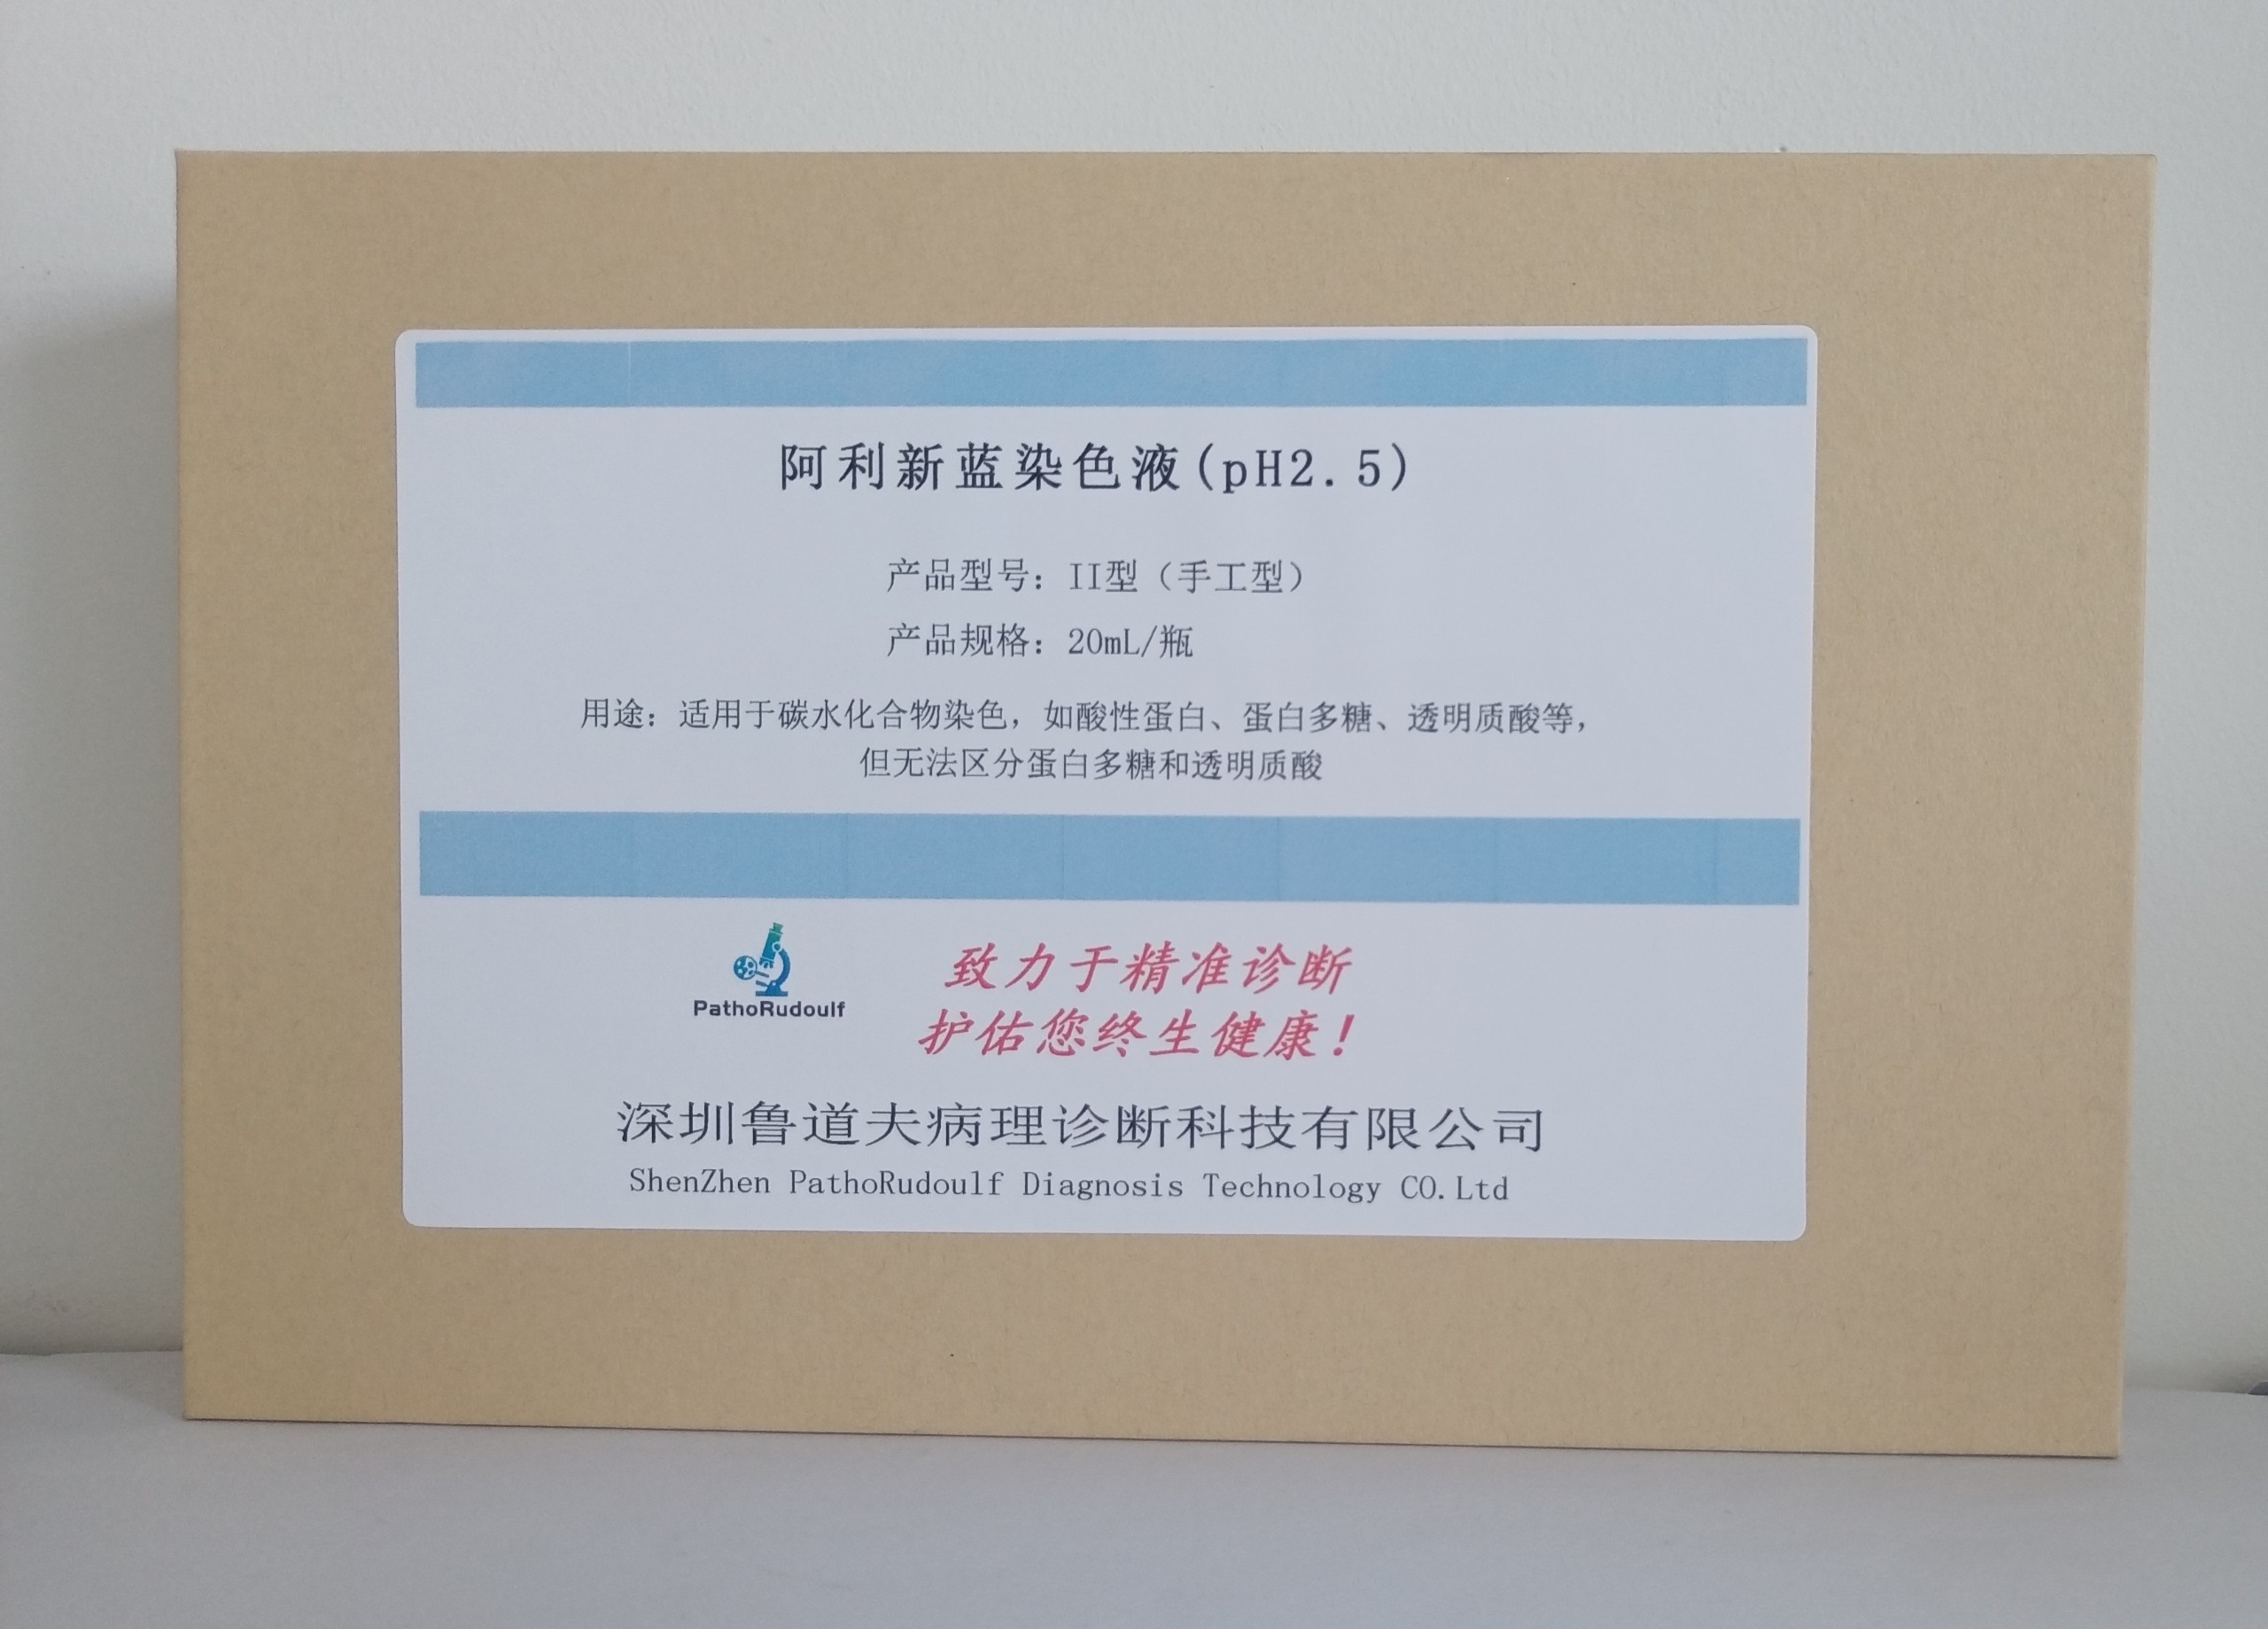 阿利新蓝染色液(pH2.5)
产品型号：II型（手工型）
产品规格：20mL/瓶
用途：适用于碳水化合物染色，如酸性蛋白、蛋白多糖、透明质酸等，
但无法区分蛋白多糖和透明质酸
PathoRudoulf
致力于精准诊断
护佑您终生健康！
深圳鲁道夫病理诊断科技有限公司
ShenZhen PathoRudoulf Diagnosis Technology CO.Ltd